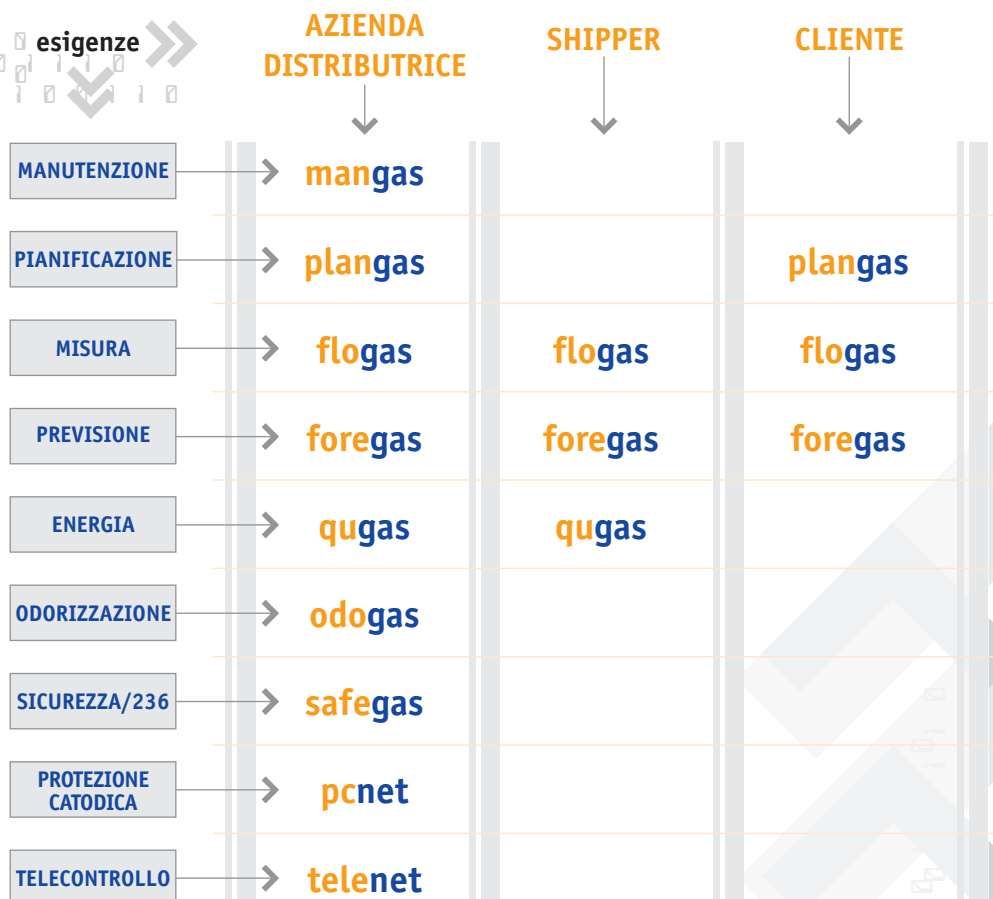 esigenze
AZIENDA
DISTRIBUTRICE
SHIPPER
CLIENTE
MANUTENZIONE
mangas
PIANIFICAZIONE
plangas
plangas
MISURA
flogas
flogas
flogas
PREVISIONE
foregas
foregas
foregas
ENERGIA
qugas
qugas
ODORIZZAZIONE
odogas
SICUREZZA/236
safegas
PROTEZIONE
CATODICA
pcnet
TELECONTROLLO
telenet